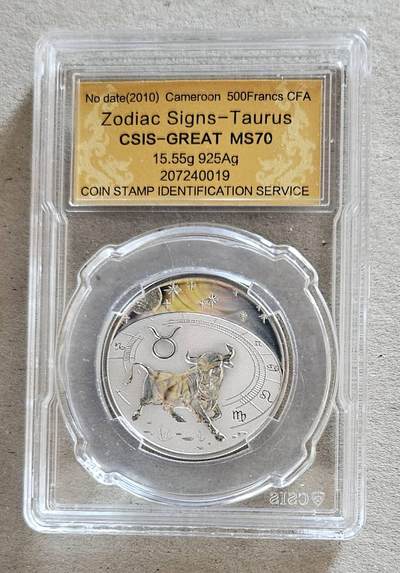 No date(2010) Cameroon 500Francs CFA
Zodiac Signs-Taurus
CSIS-GREAT MS70
15.55g 925Ag
207240019
COIN STAMP IDENTIFICATION SERVICE
CSIS